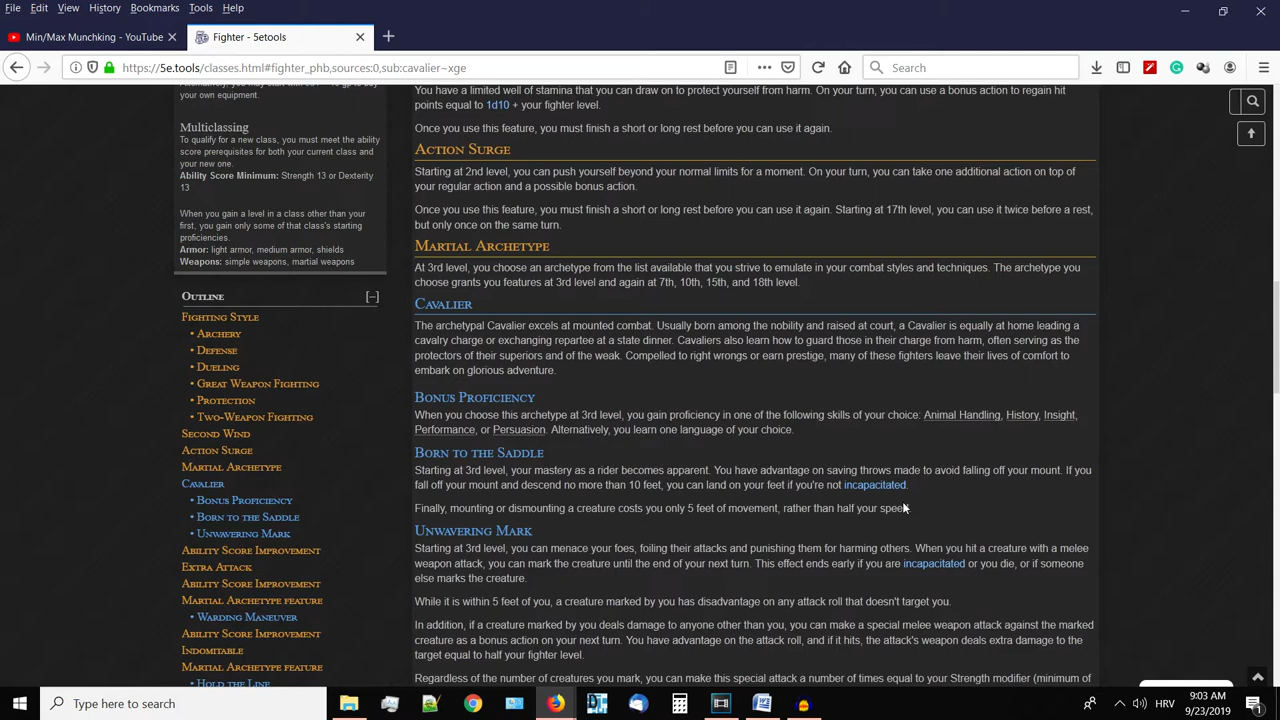 File Edit View History Bookmarks Tools Help
Min/Max Munchking - YouTube
Fighter - 5etools
https://5e.tools/classes.html#fighter_phb,sources:0,sub:cavalier~xge
Search
your own equipment.
Multiclassing
To qualify for a new class, you must meet the ability
score prerequisites for both your current class and
your new one.
Ability Score Minimum: Strength 13 or Dexterity
13
When you gain a level in a class other than your
first, you gain only some of that class's starting
proficiencies.
Armor: light armor, medium armor, shields
Weapons: simple weapons, martial weapons
Outline [–]
Fighting Style
• Archery
• Defense
• Dueling
• Great Weapon Fighting
• Protection
• Two-Weapon Fighting
Second Wind
Action Surge
Martial Archetype
Cavalier
• Bonus Proficiency
• Born to the Saddle
• Unwavering Mark
Ability Score Improvement
Extra Attack
Ability Score Improvement
Martial Archetype feature
• Warding Maneuver
Ability Score Improvement
Indomitable
Martial Archetype feature
• Hold the Line
You have a limited well of stamina that you can draw on to protect yourself from harm. On your turn, you can use a bonus action to regain hit
points equal to 1d10 + your fighter level.
Once you use this feature, you must finish a short or long rest before you can use it again.
Action Surge
Starting at 2nd level, you can push yourself beyond your normal limits for a moment. On your turn, you can take one additional action on top of
your regular action and a possible bonus action.
Once you use this feature, you must finish a short or long rest before you can use it again. Starting at 17th level, you can use it twice before a rest,
but only once on the same turn.
Martial Archetype
At 3rd level, you choose an archetype from the list available that you strive to emulate in your combat styles and techniques. The archetype you
choose grants you features at 3rd level and again at 7th, 10th, 15th, and 18th level.
Cavalier
The archetypal Cavalier excels at mounted combat. Usually born among the nobility and raised at court, a Cavalier is equally at home leading a
cavalry charge or exchanging repartee at a state dinner. Cavaliers also learn how to guard those in their charge from harm, often serving as the
protectors of their superiors and of the weak. Compelled to right wrongs or earn prestige, many of these fighters leave their lives of comfort to
embark on glorious adventure.
Bonus Proficiency
When you choose this archetype at 3rd level, you gain proficiency in one of the following skills of your choice: Animal Handling, History, Insight,
Performance, or Persuasion. Alternatively, you learn one language of your choice.
Born to the Saddle
Starting at 3rd level, your mastery as a rider becomes apparent. You have advantage on saving throws made to avoid falling off your mount. If you
fall off your mount and descend no more than 10 feet, you can land on your feet if you're not incapacitated.
Finally, mounting or dismounting a creature costs you only 5 feet of movement, rather than half your speed.
Unwavering Mark
Starting at 3rd level, you can menace your foes, foiling their attacks and punishing them for harming others. When you hit a creature with a melee
weapon attack, you can mark the creature until the end of your next turn. This effect ends early if you are incapacitated or you die, or if someone
else marks the creature.
While it is within 5 feet of you, a creature marked by you has disadvantage on any attack roll that doesn't target you.
In addition, if a creature marked by you deals damage to anyone other than you, you can make a special melee weapon attack against the marked
creature as a bonus action on your next turn. You have advantage on the attack roll, and if it hits, the attack's weapon deals extra damage to the
target equal to half your fighter level.
Regardless of the number of creatures you mark, you can make this special attack a number of times equal to your Strength modifier (minimum of
Type here to search
HRV
9:03 AM
9/23/2019
1